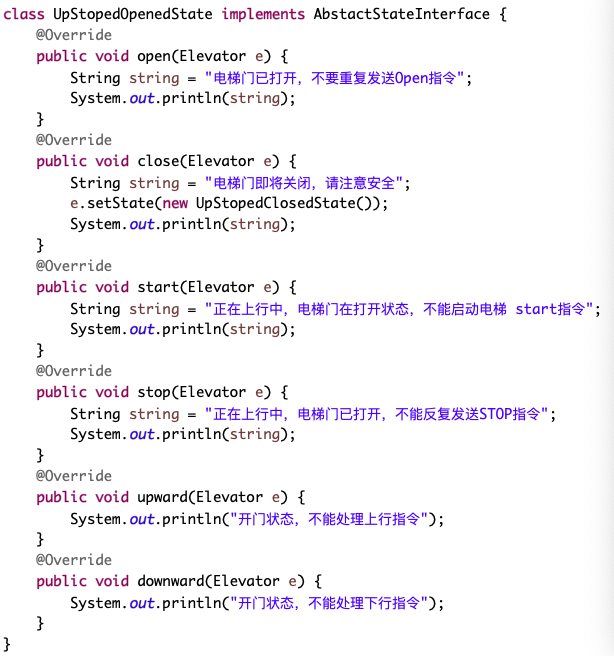 class UpStopedOpenedState implements AbstactStateInterface {
    @Override
    public void open(Elevator e) {
        String string = "电梯门已打开，不要重复发送Open指令";
        System.out.println(string);
    }
    @Override
    public void close(Elevator e) {
        String string = "电梯门即将关闭，请注意安全";
        e.setState(new UpStopedClosedState());
        System.out.println(string);
    }
    @Override
    public void start(Elevator e) {
        String string = "正在上行中，电梯门在打开状态，不能启动电梯 start指令";
        System.out.println(string);
    }
    @Override
    public void stop(Elevator e) {
        String string = "正在上行中，电梯门已打开，不能反复发送STOP指令";
        System.out.println(string);
    }
    @Override
    public void upward(Elevator e) {
        System.out.println("开门状态，不能处理上行指令");
    }
    @Override
    public void downward(Elevator e) {
        System.out.println("开门状态，不能处理下行指令");
    }
}